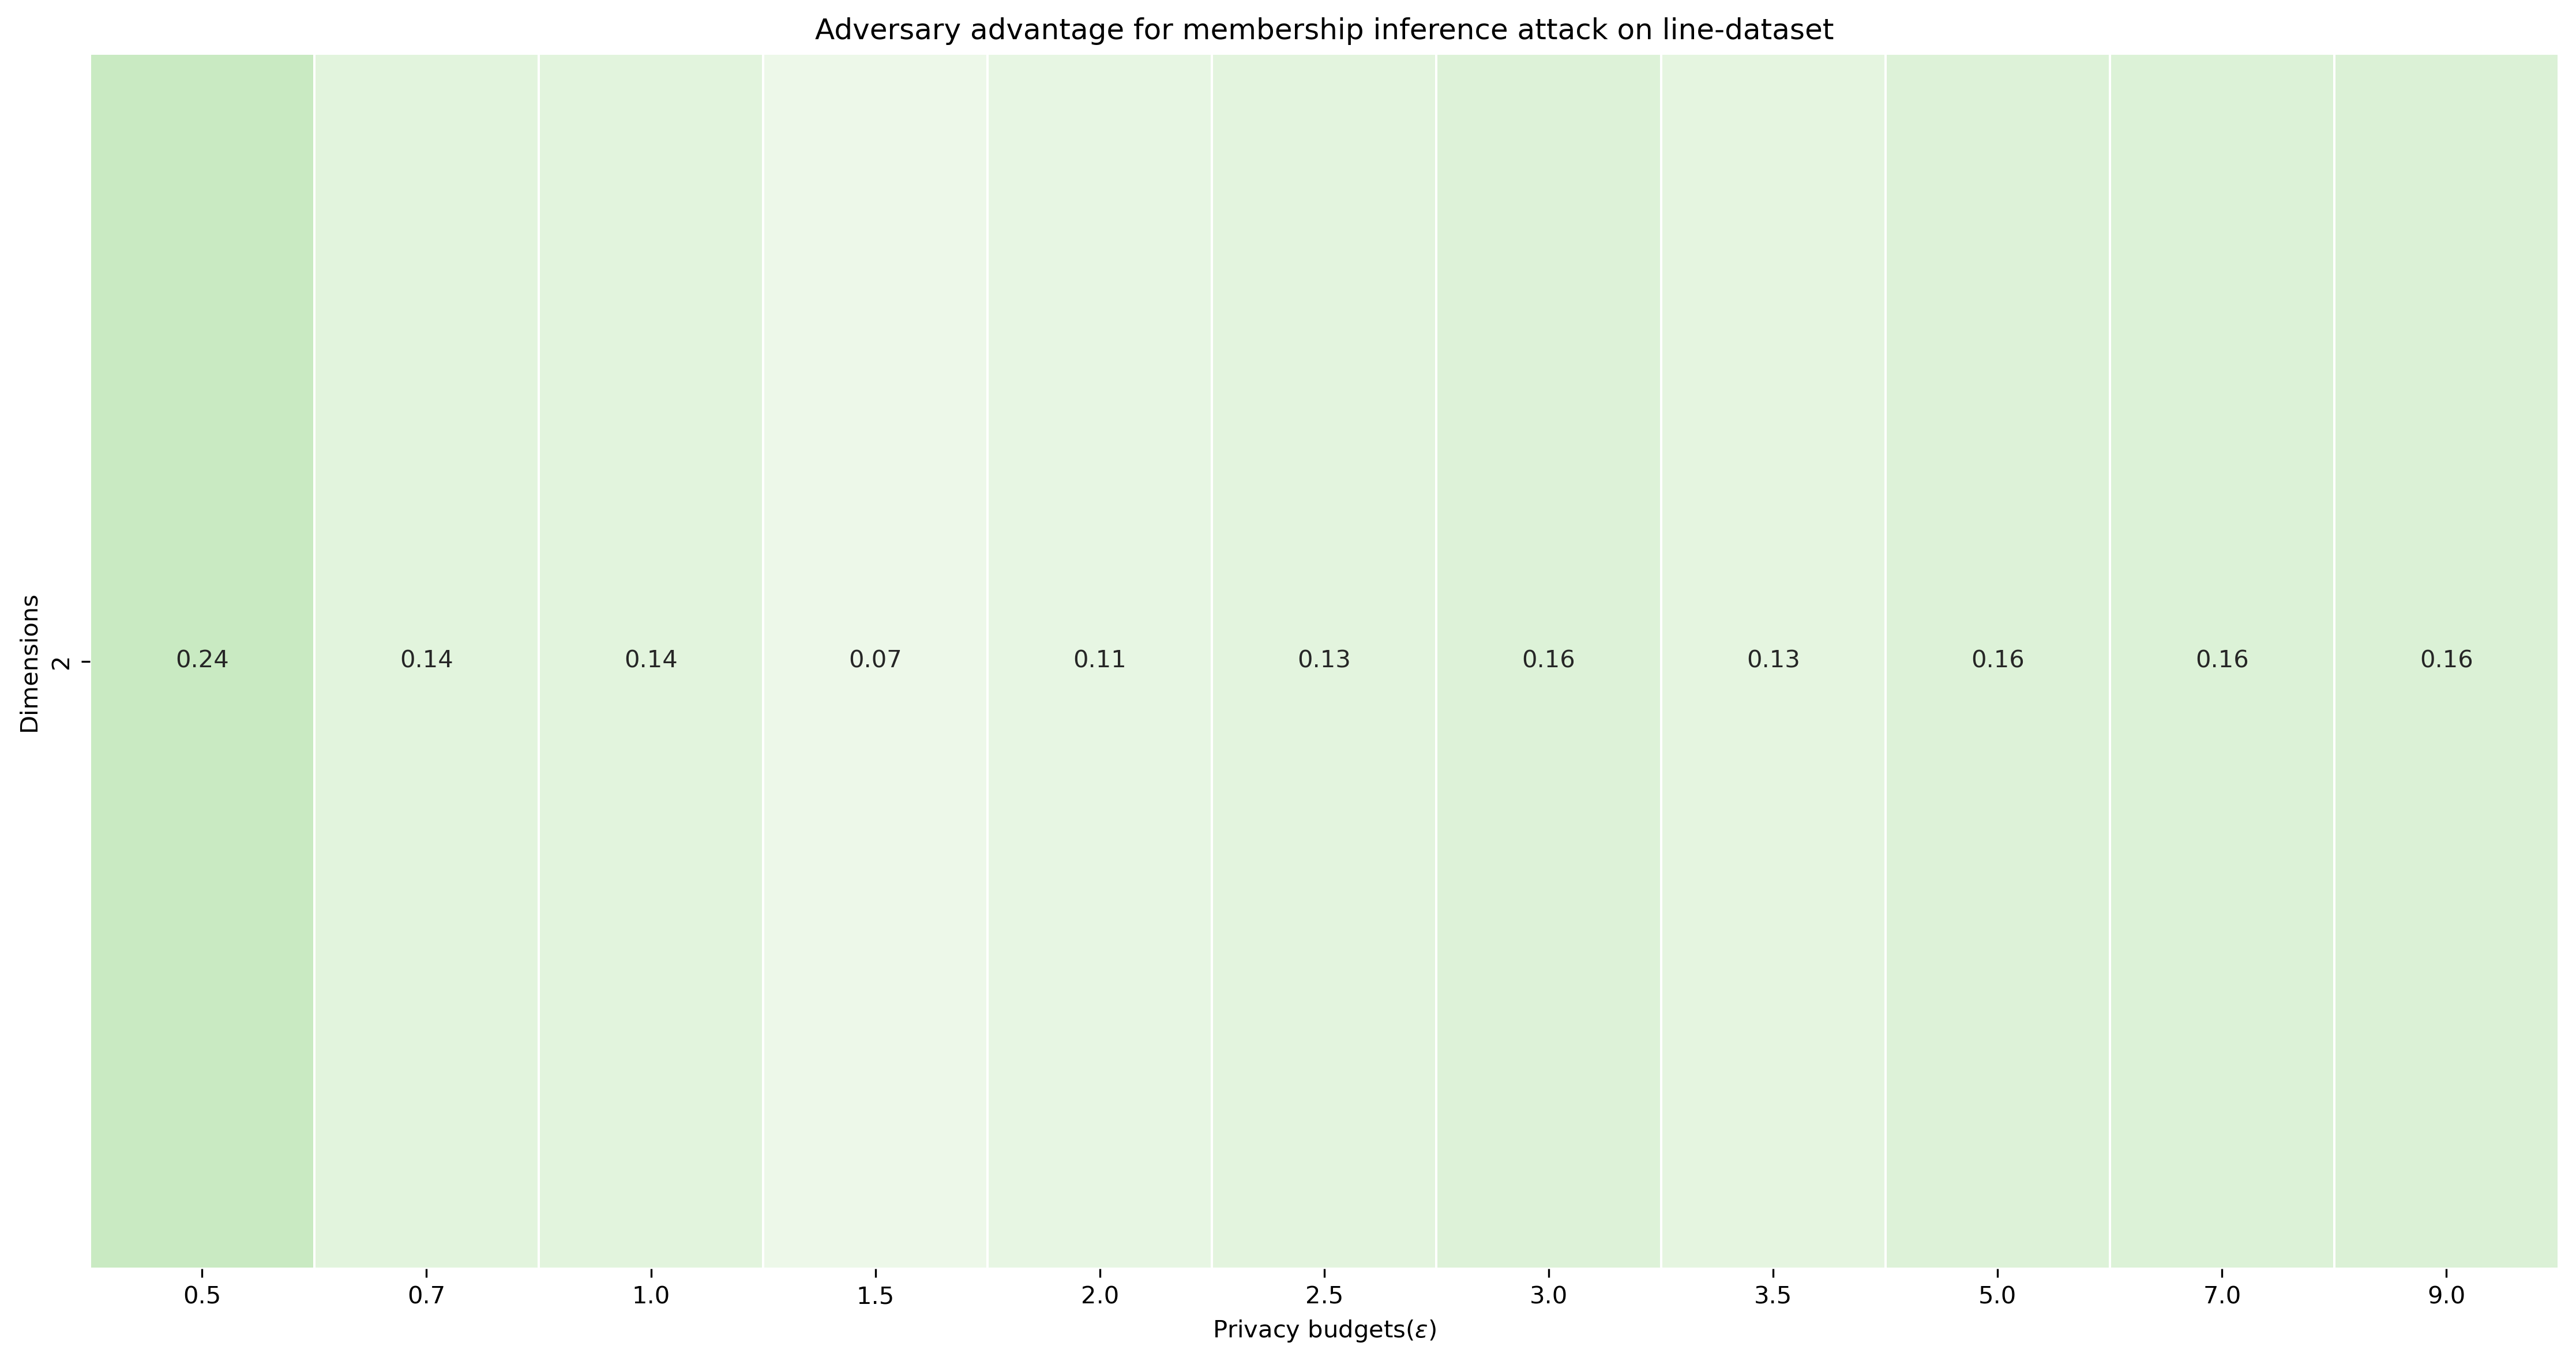 Adversary advantage for membership inference attack on line-dataset
Dimensions
2
0.24 0.14 0.14 0.07 0.11 0.13 0.16 0.13 0.16 0.16 0.16
0.5 0.7 1.0 1.5 2.0 2.5 3.0 3.5 5.0 7.0 9.0
Privacy budgets(ε)